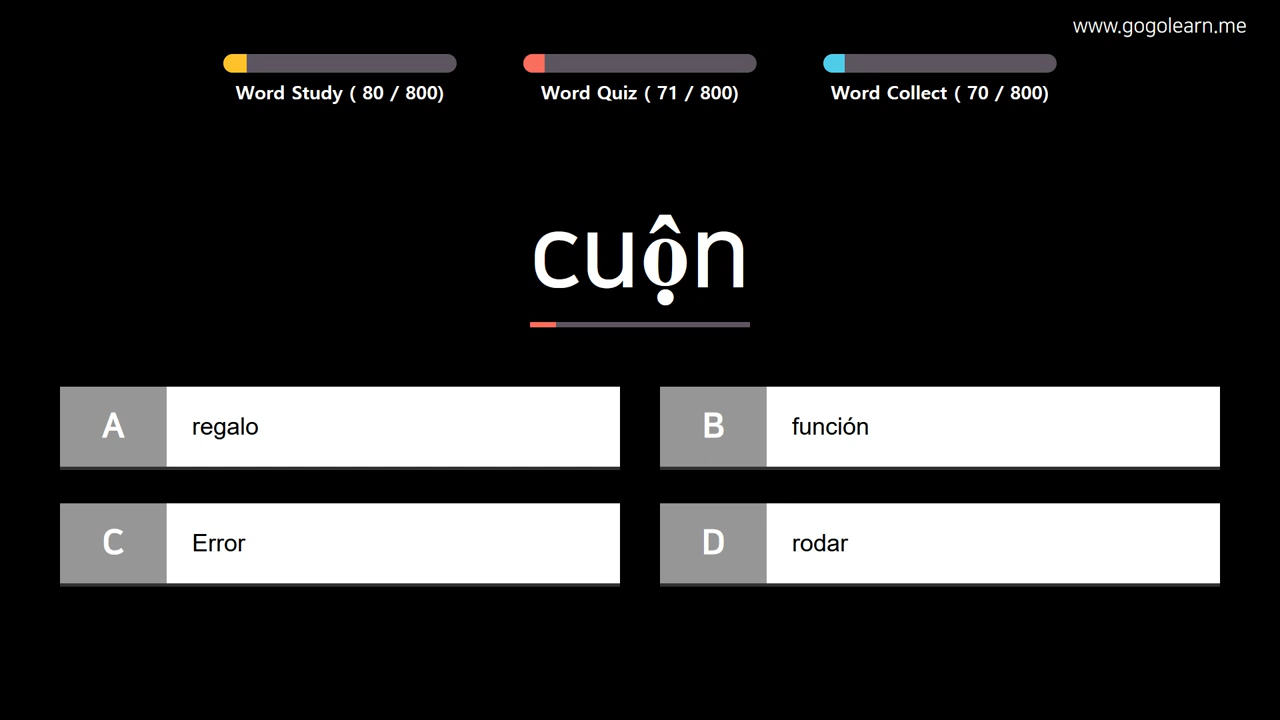 www.gogolearn.me
Word Study ( 80 / 800)
Word Quiz ( 71 / 800)
Word Collect ( 70 / 800)
cuộn
A regalo
B función
C Error
D rodar